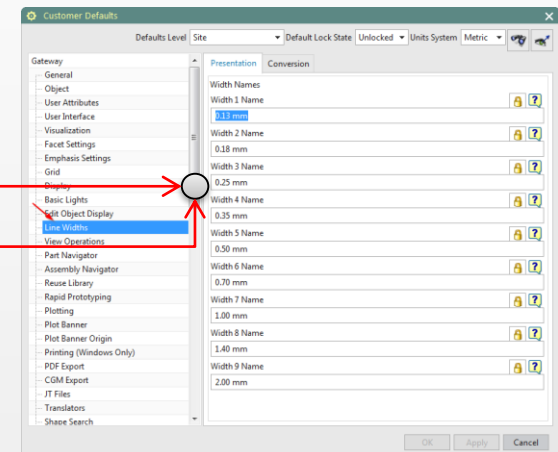 Customer Defaults
Defaults Level Site Default Lock State Unlocked Units System Metric
Gateway
General
Object
User Attributes
User Interface
Visualization
Facet Settings
Emphasis Settings
Grid
Display
Basic Lights
Edit Object Display
Line Widths
View Operations
Part Navigator
Assembly Navigator
Reuse Library
Rapid Prototyping
Plotting
Plot Banner
Plot Banner Origin
Printing (Windows Only)
PDF Export
CGM Export
JT Files
Translators
Shape Search
Presentation Conversion
Width Names
Width 1 Name
0.13 mm
Width 2 Name
0.18 mm
Width 3 Name
0.25 mm
Width 4 Name
0.35 mm
Width 5 Name
0.50 mm
Width 6 Name
0.70 mm
Width 7 Name
1.00 mm
Width 8 Name
1.40 mm
Width 9 Name
2.00 mm
OK Apply Cancel